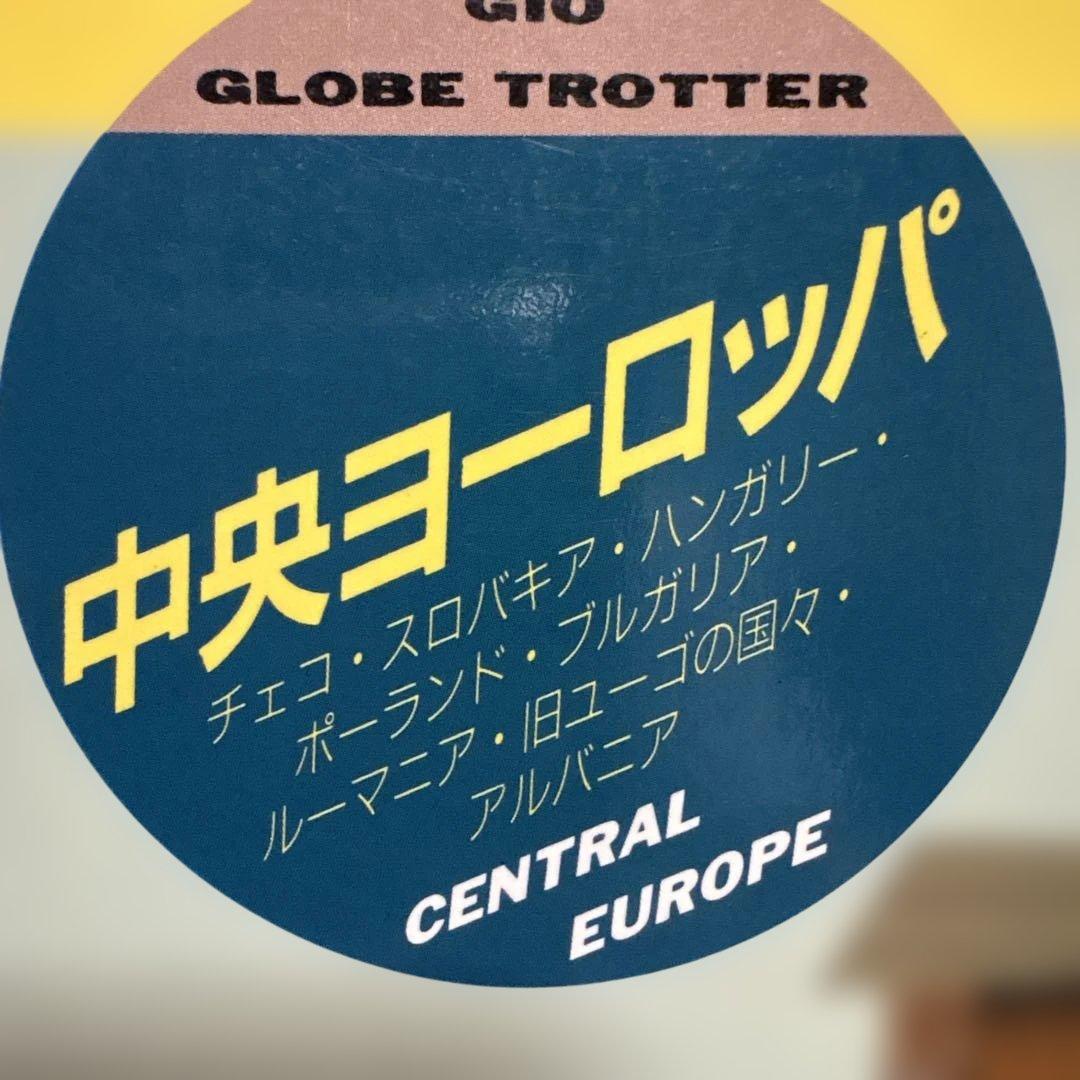 GIO
GLOBE TROTTER
中央ヨーロッパ
チェコ・スロバキア・ハンガリー・
ポーランド・ブルガリア・
ルーマニア・旧ユーゴの国々・
アルバニア
CENTRAL
EUROPE